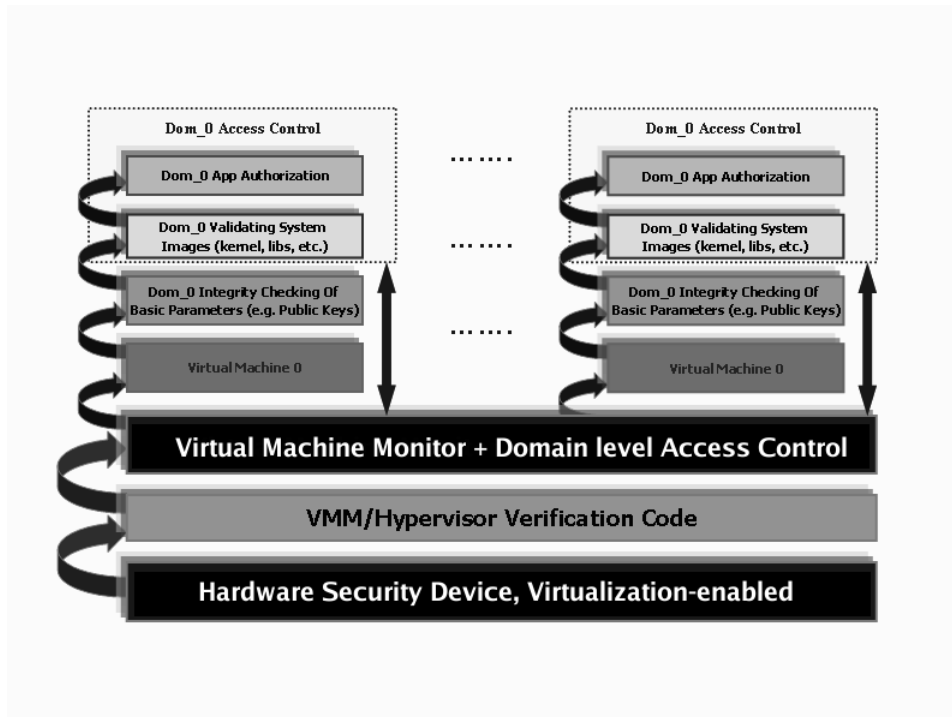 Dom_0 Access Control
Dom_0 App Authorization
Dom_0 Validating System
Images (kernel, libs, etc.)
Dom_0 Integrity Checking Of
Basic Parameters (e.g. Public Keys)
Virtual Machine 0
…….
…….
…….
Dom_0 Access Control
Dom_0 App Authorization
Dom_0 Validating System
Images (kernel, libs, etc.)
Dom_0 Integrity Checking Of
Basic Parameters (e.g. Public Keys)
Virtual Machine 0
Virtual Machine Monitor + Domain level Access Control
VMM/Hypervisor Verification Code
Hardware Security Device, Virtualization-enabled